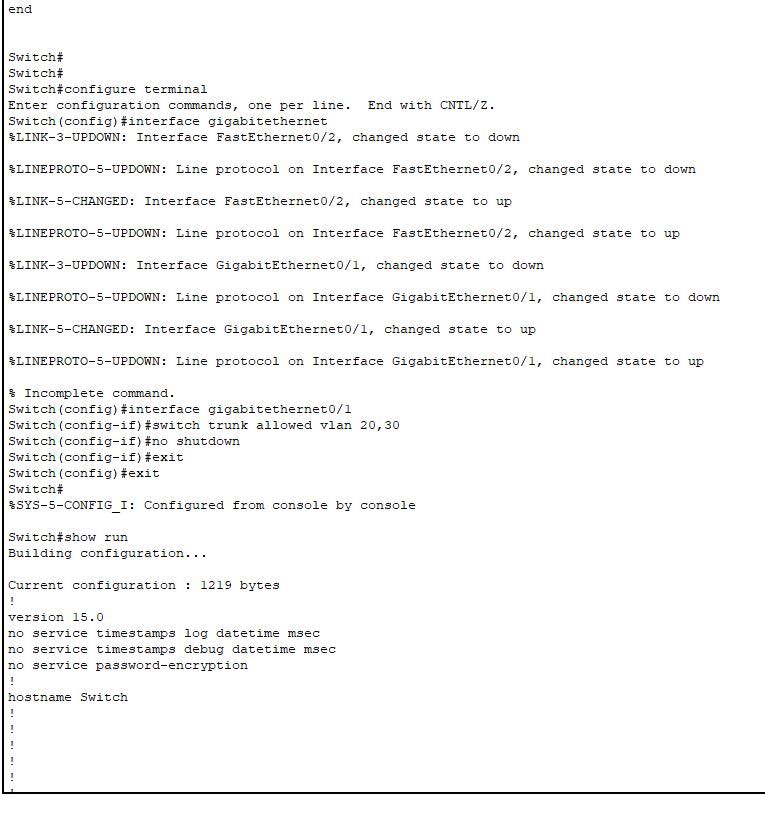 end
Switch#
Switch#
Switch#configure terminal
Enter configuration commands, one per line.  End with CNTL/Z.
Switch(config)#interface gigabitethernet
%LINK-3-UPDOWN: Interface FastEthernet0/2, changed state to down
%LINEPROTO-5-UPDOWN: Line protocol on Interface FastEthernet0/2, changed state to down
%LINK-5-CHANGED: Interface FastEthernet0/2, changed state to up
%LINEPROTO-5-UPDOWN: Line protocol on Interface FastEthernet0/2, changed state to up
%LINK-3-UPDOWN: Interface GigabitEthernet0/1, changed state to down
%LINEPROTO-5-UPDOWN: Line protocol on Interface GigabitEthernet0/1, changed state to down
%LINK-5-CHANGED: Interface GigabitEthernet0/1, changed state to up
%LINEPROTO-5-UPDOWN: Line protocol on Interface GigabitEthernet0/1, changed state to up
% Incomplete command.
Switch(config)#interface gigabitethernet0/1
Switch(config-if)#switch trunk allowed vlan 20,30
Switch(config-if)#no shutdown
Switch(config-if)#exit
Switch(config)#exit
Switch#
%SYS-5-CONFIG_I: Configured from console by console
Switch#show run
Building configuration...
Current configuration : 1219 bytes
!
version 15.0
no service timestamps log datetime msec
no service timestamps debug datetime msec
no service password-encryption
!
hostname Switch
!
!
!
!
!
!